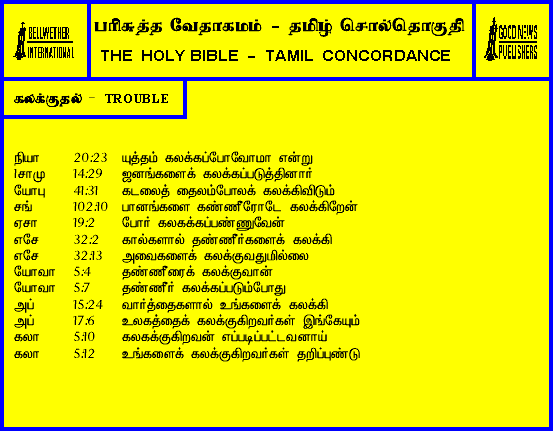 BELLWETHER
INTERNATIONAL
பரிசுத்த வேதாகமம் - தமிழ் சொல்தொகுதி
THE HOLY BIBLE - TAMIL CONCORDANCE
GOOD NEWS
PUBLISHERS
கலக்குதல் - TROUBLE
நியா 20:23 யுத்தம் கலக்கப்போவோமா என்று
1சாமு 14:29 ஜனங்களைக் கலக்கப்படுத்தினார்
யோபு 41:31 கடலைத் தைலம்போலக் கலக்கிவிடும்
சங் 102:10 பானங்களை கண்ணீரோடே கலக்கிறேன்
ஏசா 19:2 போர் கலகக்கப்பண்ணுவேன்
எசே 32:2 கால்களால் தண்ணீர்களைக் கலக்கி
எசே 32:13 அவைகளைக் கலக்குவதுமில்லை
யோவா 5:4 தண்ணீரைக் கலக்குவான்
யோவா 5:7 தண்ணீர் கலக்கப்படும்போது
அப் 15:24 வார்த்தைகளால் உங்களைக் கலக்கி
அப் 17:6 உலகத்தைக் கலக்குகிறவர்கள் இங்கேயும்
கலா 5:10 கலகக்குகிறவன் எப்படிப்பட்டவனாய்
கலா 5:12 உங்களைக் கலக்குகிறவர்கள் தறிப்புண்டு